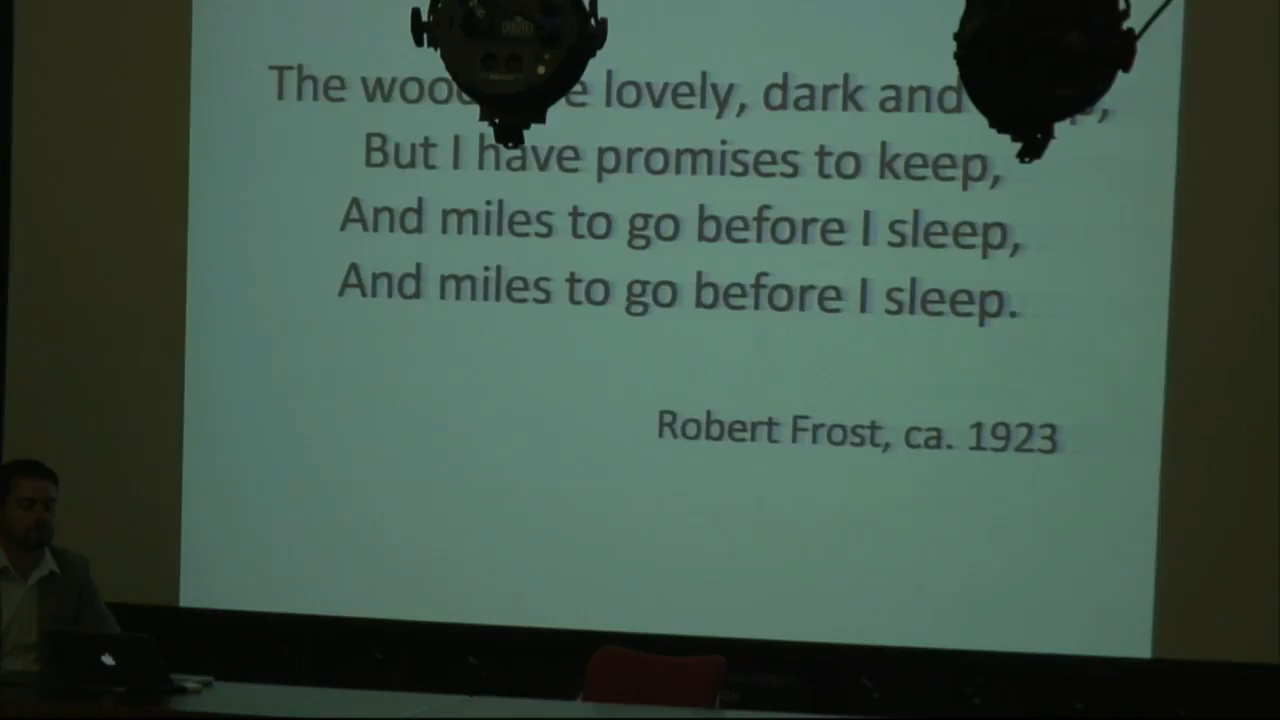 The woo e lovely, dark and p,
But I have promises to keep,
And miles to go before I sleep,
And miles to go before I sleep.
Robert Frost, ca. 1923